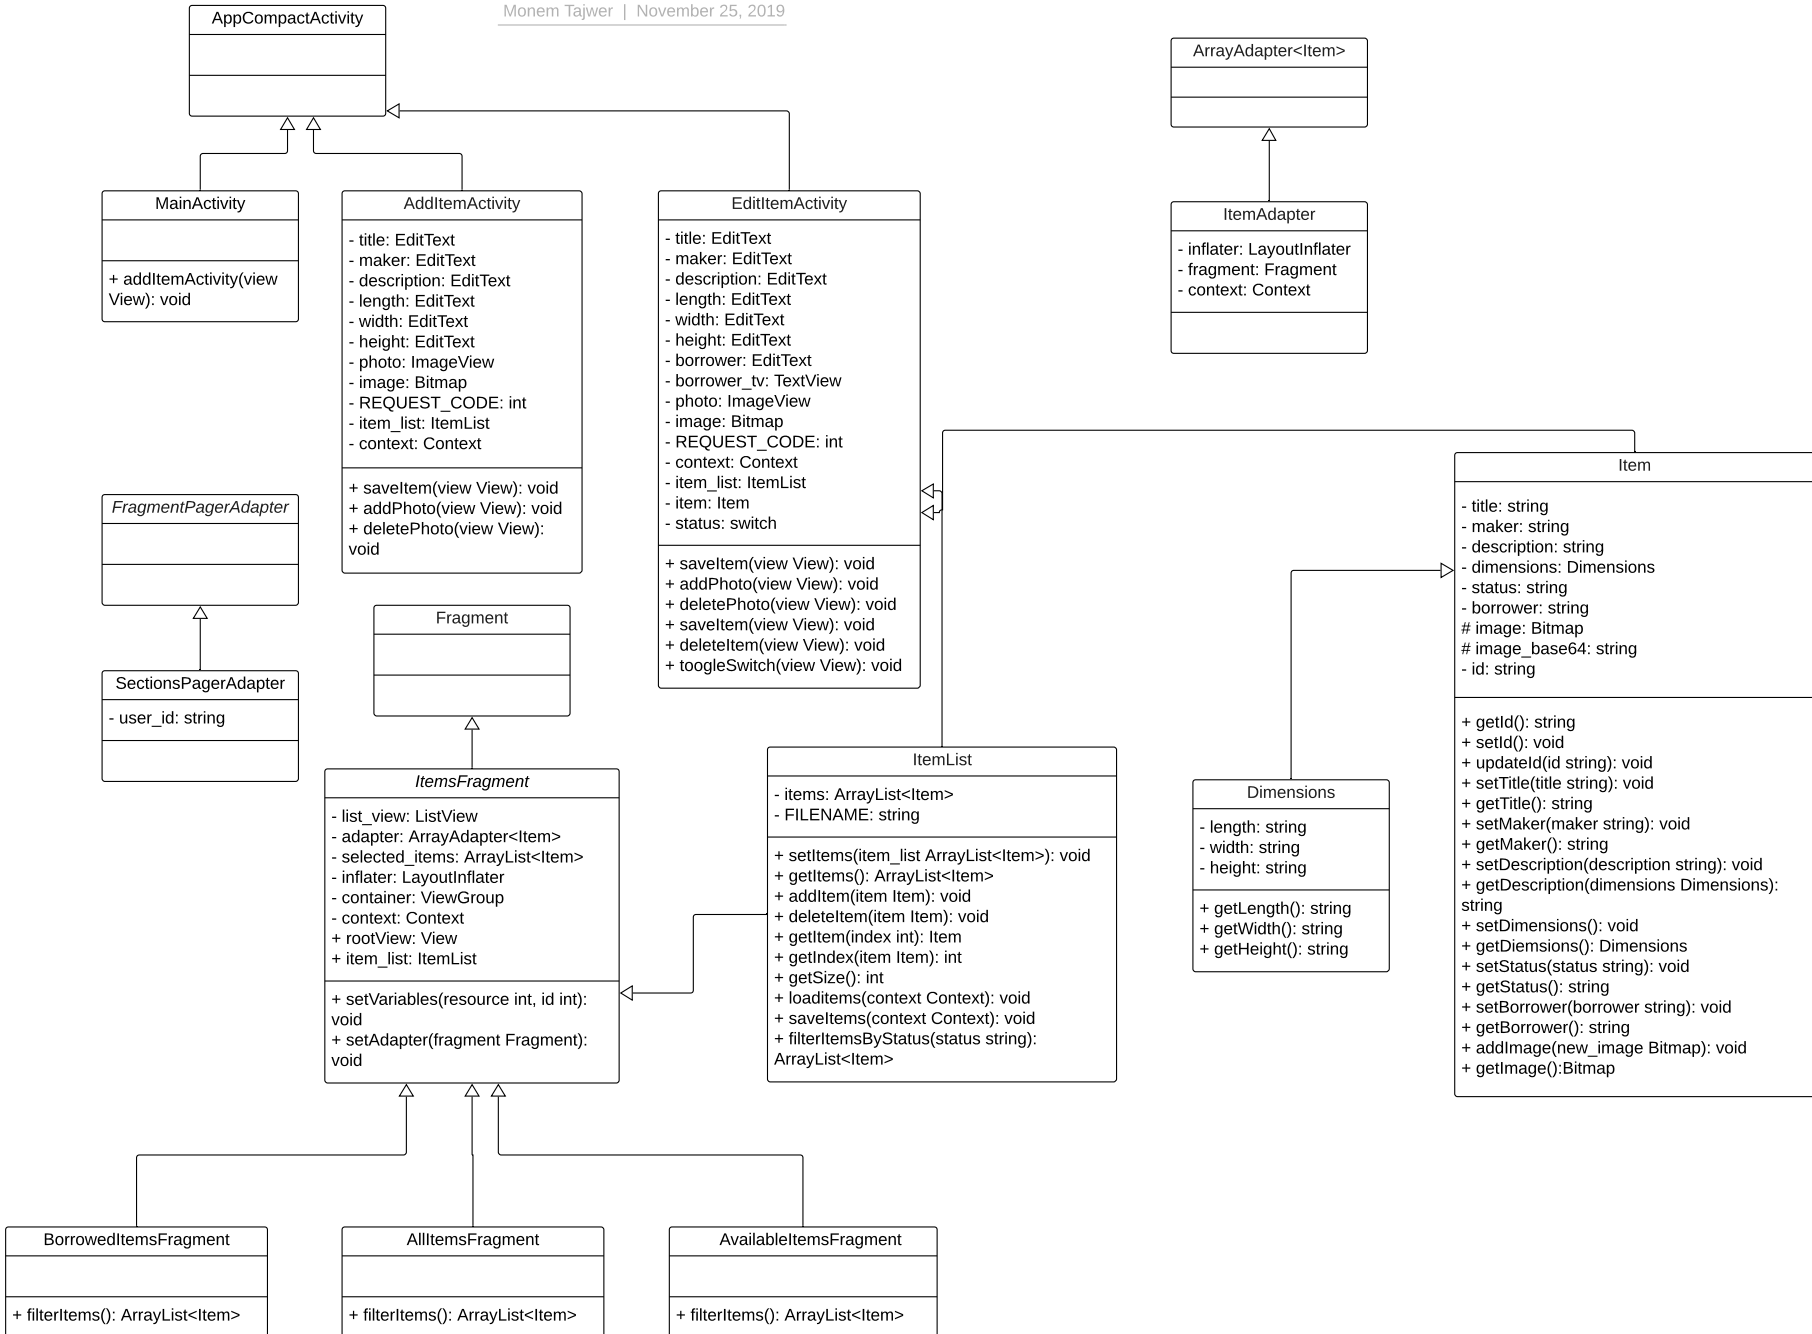 Monem Tajwer | November 25, 2019
AppCompactActivity
ArrayAdapter<Item>
MainActivity
+ addItemActivity(view
View): void
AddItemActivity
- title: EditText
- maker: EditText
- description: EditText
- length: EditText
- width: EditText
- height: EditText
- photo: ImageView
- image: Bitmap
- REQUEST_CODE: int
- item_list: ItemList
- context: Context
+ saveItem(view View): void
+ addPhoto(view View): void
+ deletePhoto(view View):
void
EditItemActivity
- title: EditText
- maker: EditText
- description: EditText
- length: EditText
- width: EditText
- height: EditText
- borrower: EditText
- borrower_tv: TextView
- photo: ImageView
- image: Bitmap
- REQUEST_CODE: int
- context: Context
- item_list: ItemList
- item: Item
- status: switch
+ saveItem(view View): void
+ addPhoto(view View): void
+ deletePhoto(view View): void
+ saveItem(view View): void
+ deleteItem(view View): void
+ toogleSwitch(view View): void
ItemAdapter
- inflater: LayoutInflater
- fragment: Fragment
- context: Context
Item
- title: string
- maker: string
- description: string
- dimensions: Dimensions
- status: string
- borrower: string
# image: Bitmap
# image_base64: string
- id: string
+ getId(): string
+ setId(): void
+ updateId(id string): void
+ setTitle(title string): void
+ getTitle(): string
+ setMaker(maker string): void
+ getMaker(): string
+ setDescription(description string): void
+ getDescription(dimensions Dimensions):
string
+ setDimensions(): void
+ getDiemsions(): Dimensions
+ setStatus(status string): void
+ getStatus(): string
+ setBorrower(borrower string): void
+ getBorrower(): string
+ addImage(new_image Bitmap): void
+ getImage():Bitmap
FragmentPagerAdapter
SectionsPagerAdapter
- user_id: string
Fragment
ItemsFragment
- list_view: ListView
- adapter: ArrayAdapter<Item>
- selected_items: ArrayList<Item>
- inflater: LayoutInflater
- container: ViewGroup
- context: Context
+ rootView: View
+ item_list: ItemList
+ setVariables(resource int, id int):
void
+ setAdapter(fragment Fragment):
void
ItemList
- items: ArrayList<Item>
- FILENAME: string
+ setItems(item_list ArrayList<Item>): void
+ getItems(): ArrayList<Item>
+ addItem(item Item): void
+ deleteItem(item Item): void
+ getItem(index int): Item
+ getIndex(item Item): int
+ getSize(): int
+ loaditems(context Context): void
+ saveItems(context Context): void
+ filterItemsByStatus(status string):
ArrayList<Item>
Dimensions
- length: string
- width: string
- height: string
+ getLength(): string
+ getWidth(): string
+ getHeight(): string
BorrowedItemsFragment
+ filterItems(): ArrayList<Item>
AllItemsFragment
+ filterItems(): ArrayList<Item>
AvailableItemsFragment
+ filterItems(): ArrayList<Item>